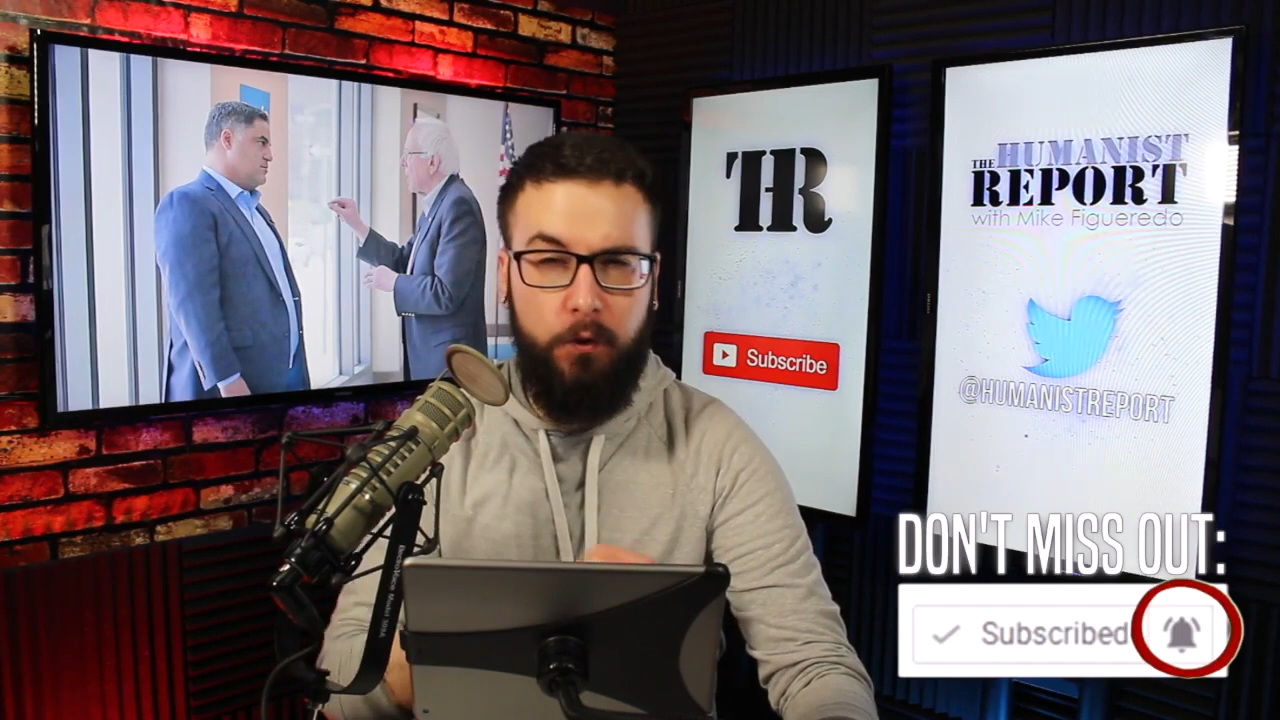 THR
Subscribe
THE HUMANIST
REPORT
with Mike Figueredo
@HUMANISTREPORT
DON'T MISS OUT:
Subscribed